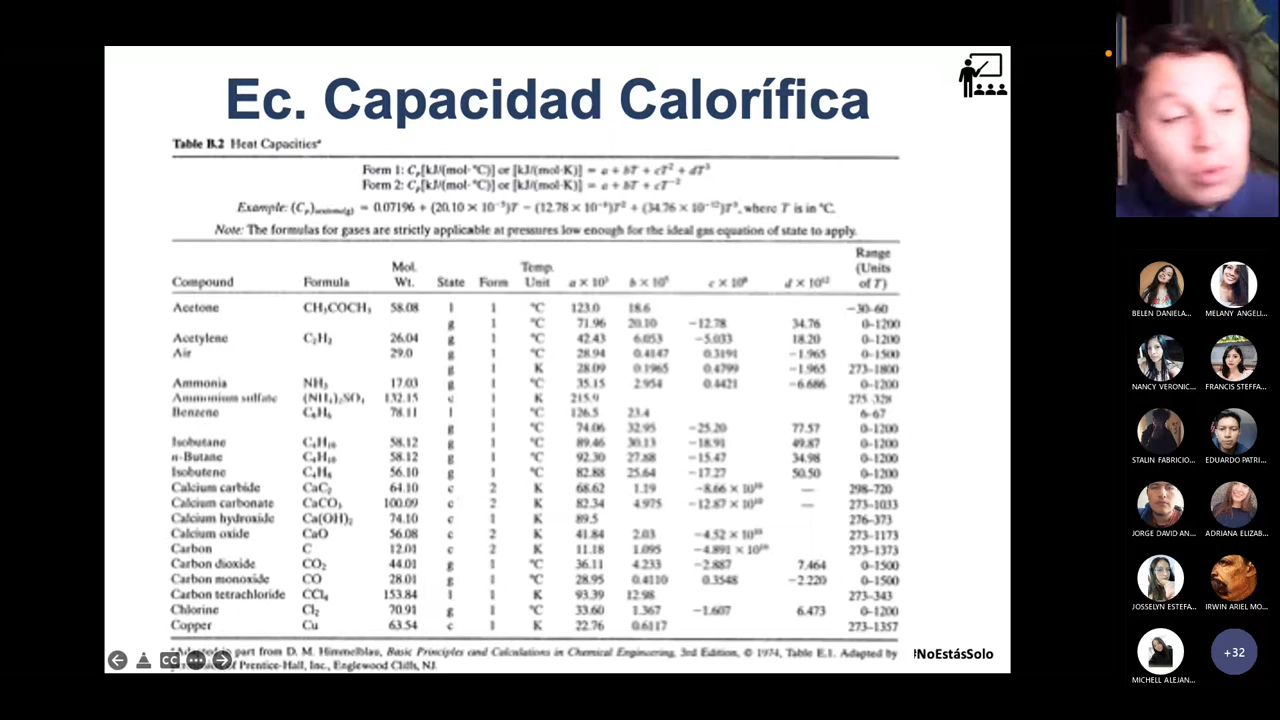 Ec. Capacidad Calorífica
Table B.2 Heat Capacitiesᵃ
Form 1: Cₚ[kJ/(mol·°C)] or [kJ/(mol·K)] = a + bT + cT² + dT³
Form 2: Cₚ[kJ/(mol·°C)] or [kJ/(mol·K)] = a + bT + cT⁻²
Example: (Cₚ)acetone(g) = 0.07196 + (20.10 × 10⁻⁵)T − (12.78 × 10⁻⁸)T² + (34.76 × 10⁻¹²)T³, where T is in °C.
Note: The formulas for gases are strictly applicable at pressures low enough for the ideal gas equation of state to apply.
Compound Formula Mol. Wt. State Form Temp. Unit a × 10³ b × 10⁵ c × 10⁸ d × 10¹² Range (Units of T)
Acetone CH₃COCH₃ 58.08 l 1 °C 123.0 18.6 −30–60
g 1 °C 71.96 20.10 −12.78 34.76 0–1200
Acetylene C₂H₂ 26.04 g 1 °C 42.43 6.053 −5.033 18.20 0–1200
Air 29.0 g 1 °C 28.94 0.4147 0.3191 −1.965 0–1500
g 1 K 28.09 0.1965 0.4799 −1.965 273–1800
Ammonia NH₃ 17.03 g 1 °C 35.15 2.954 0.4421 −6.686 0–1200
Ammonium sulfate (NH₄)₂SO₄ 132.15 c 1 K 215.9 275–328
Benzene C₆H₆ 78.11 l 1 °C 126.5 23.4 6–67
g 1 °C 74.06 32.95 −25.20 77.57 0–1200
Isobutane C₄H₁₀ 58.12 g 1 °C 89.46 30.13 −18.91 49.87 0–1200
n-Butane C₄H₁₀ 58.12 g 1 °C 92.30 27.88 −15.47 34.98 0–1200
Isobutene C₄H₈ 56.10 g 1 °C 82.88 25.64 −17.27 50.50 0–1200
Calcium carbide CaC₂ 64.10 c 2 K 68.62 1.19 −8.66 × 10¹⁰ — 298–720
Calcium carbonate CaCO₃ 100.09 c 2 K 82.34 4.975 −12.87 × 10¹⁰ — 273–1033
Calcium hydroxide Ca(OH)₂ 74.10 c 1 K 89.5 276–373
Calcium oxide CaO 56.08 c 2 K 41.84 2.03 −4.52 × 10¹⁰ 273–1173
Carbon C 12.01 c 2 K 11.18 1.095 −4.891 × 10¹⁰ 273–1373
Carbon dioxide CO₂ 44.01 g 1 °C 36.11 4.233 −2.887 7.464 0–1500
Carbon monoxide CO 28.01 g 1 °C 28.95 0.4110 0.3548 −2.220 0–1500
Carbon tetrachloride CCl₄ 153.84 l 1 K 93.39 12.98 273–343
Chlorine Cl₂ 70.91 g 1 °C 33.60 1.367 −1.607 6.473 0–1200
Copper Cu 63.54 c 1 K 22.76 0.6117 273–1357
part from D. M. Himmelblau, Basic Principles and Calculations in Chemical Engineering, 3rd Edition, © 1974, Table E.1. Adapted by
of Prentice-Hall, Inc., Englewood Cliffs, NJ.
CC
NoEstásSolo
BELEN DANIELA...
MELANY ANGELI...
NANCY VERONIC...
FRANCIS STEFFA...
STALIN FABRICIO...
EDUARDO PATRI...
JORGE DAVID AN...
ADRIANA ELIZAB...
JOSSELYN ESTEFA...
IRWIN ARIEL MO...
MICHELL ALEJAN...
+32